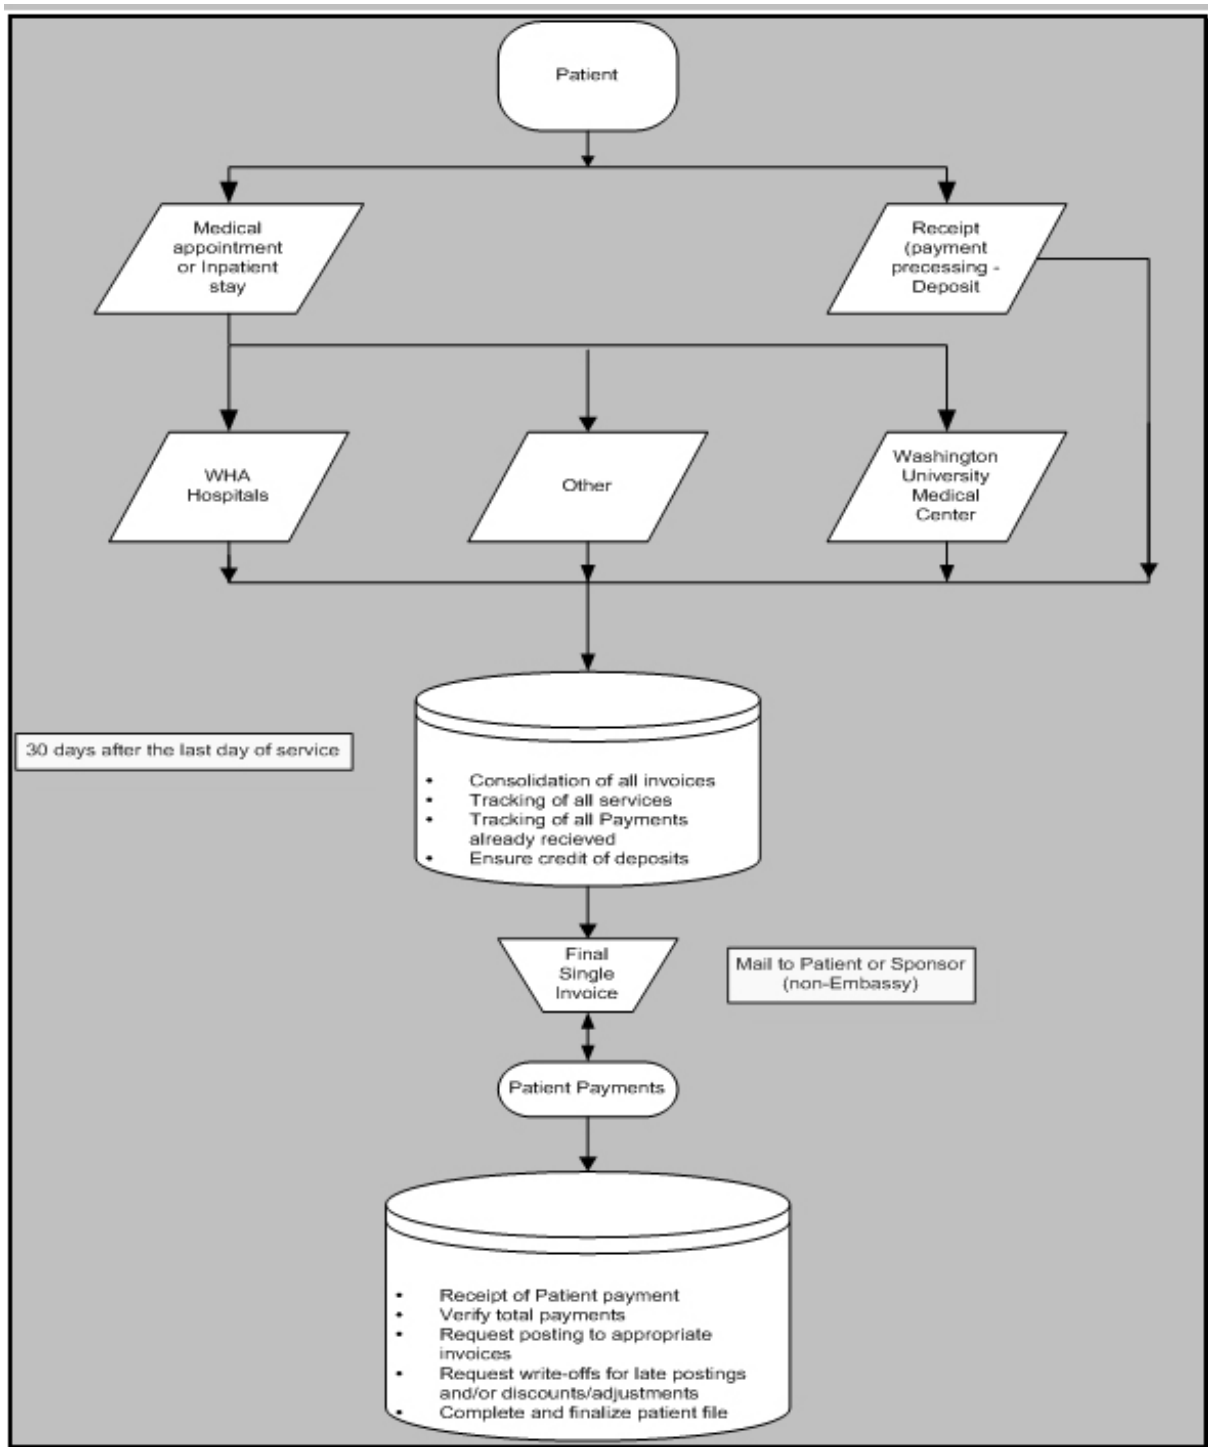 Patient
Medical
appointment
or Inpatient
stay
Receipt
(payment
precessing -
Deposit
WHA
Hospitals
Other
Washington
University
Medical
Center
30 days after the last day of service
• Consolidation of all invoices
• Tracking of all services
• Tracking of all Payments
already recieved
• Ensure credit of deposits
Final
Single
Invoice
Mail to Patient or Sponsor
(non-Embassy)
Patient Payments
• Receipt of Patient payment
• Verify total payments
• Request posting to appropriate
invoices
• Request write-offs for late postings
and/or discounts/adjustments
• Complete and finalize patient file